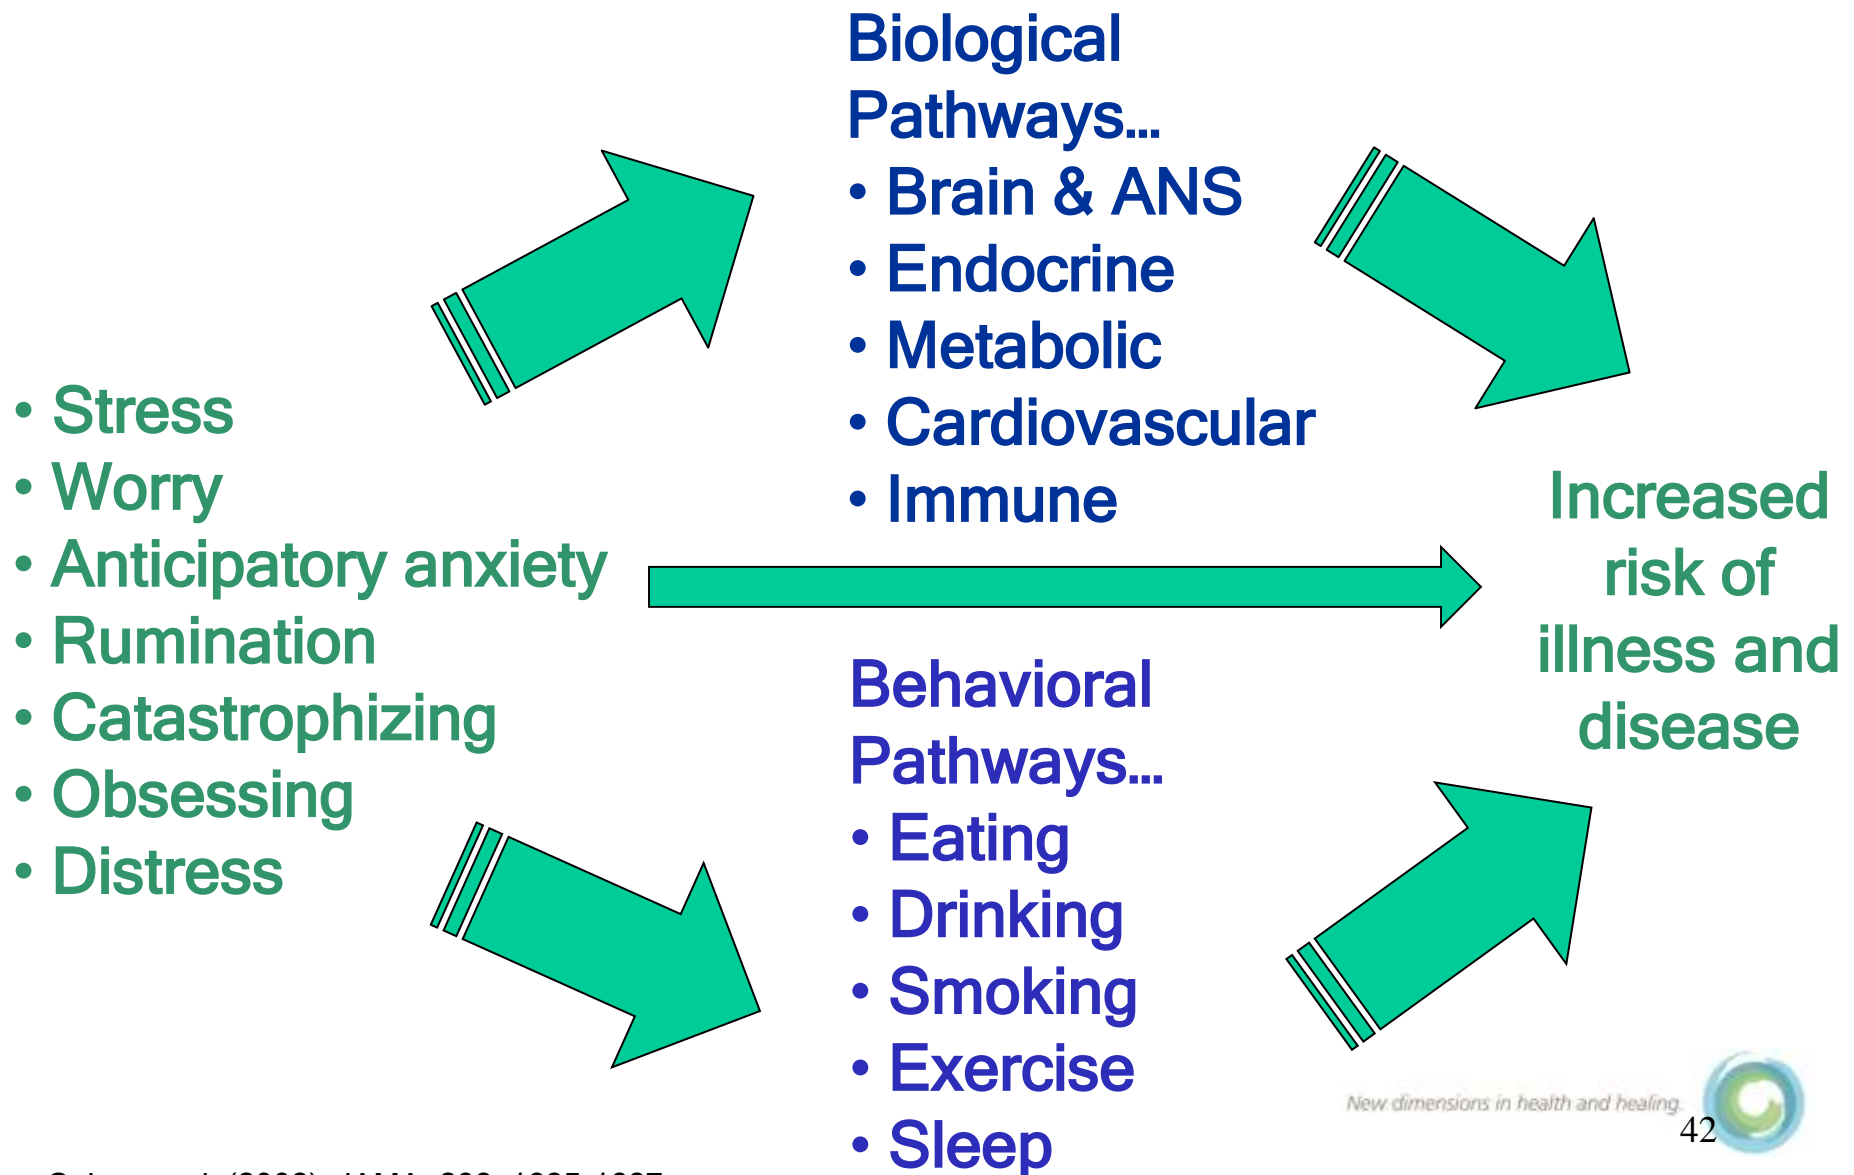 • Stress
• Worry
• Anticipatory anxiety
• Rumination
• Catastrophizing
• Obsessing
• Distress
Biological
Pathways...
• Brain & ANS
• Endocrine
• Metabolic
• Cardiovascular
• Immune
Behavioral
Pathways...
• Eating
• Drinking
• Smoking
• Exercise
• Sleep
Increased
risk of
illness and
disease
New dimensions in health and healing.
42